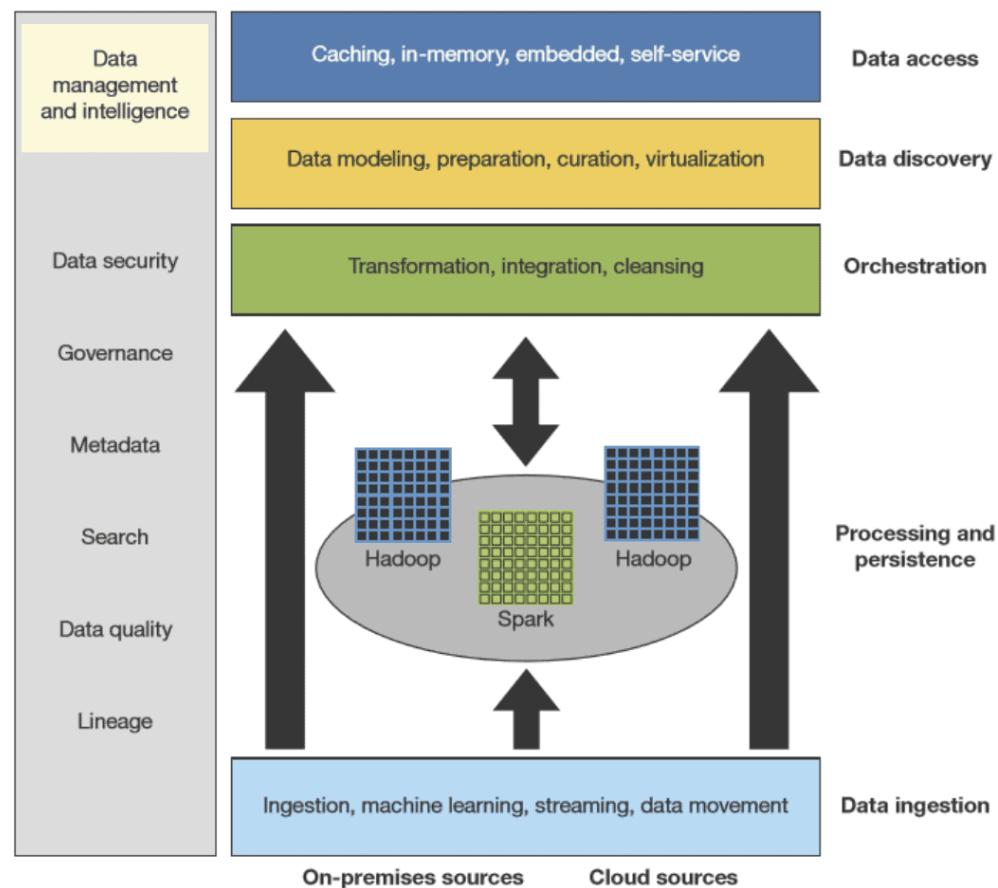 Data
management
and intelligence
Data security
Governance
Metadata
Search
Data quality
Lineage
Caching, in-memory, embedded, self-service
Data access
Data modeling, preparation, curation, virtualization
Data discovery
Transformation, integration, cleansing
Orchestration
Hadoop
Hadoop
Spark
Processing and
persistence
Ingestion, machine learning, streaming, data movement
Data ingestion
On-premises sources
Cloud sources